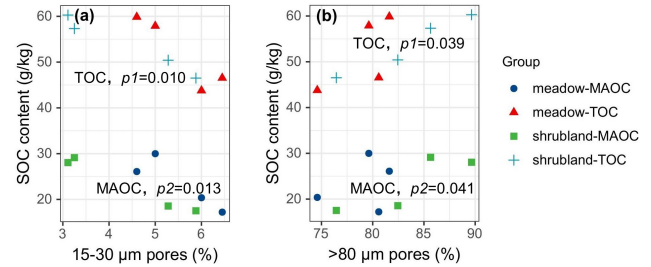 (a)
60
50
40
30
20
SOC content (g/kg)
TOC, p1=0.010
MAOC, p2=0.013
3 4 5 6
15-30 μm pores (%)
(b)
60
50
40
30
20
SOC content (g/kg)
TOC, p1=0.039
MAOC, p2=0.041
75 80 85 90
>80 μm pores (%)
Group
meadow-MAOC
meadow-TOC
shrubland-MAOC
shrubland-TOC